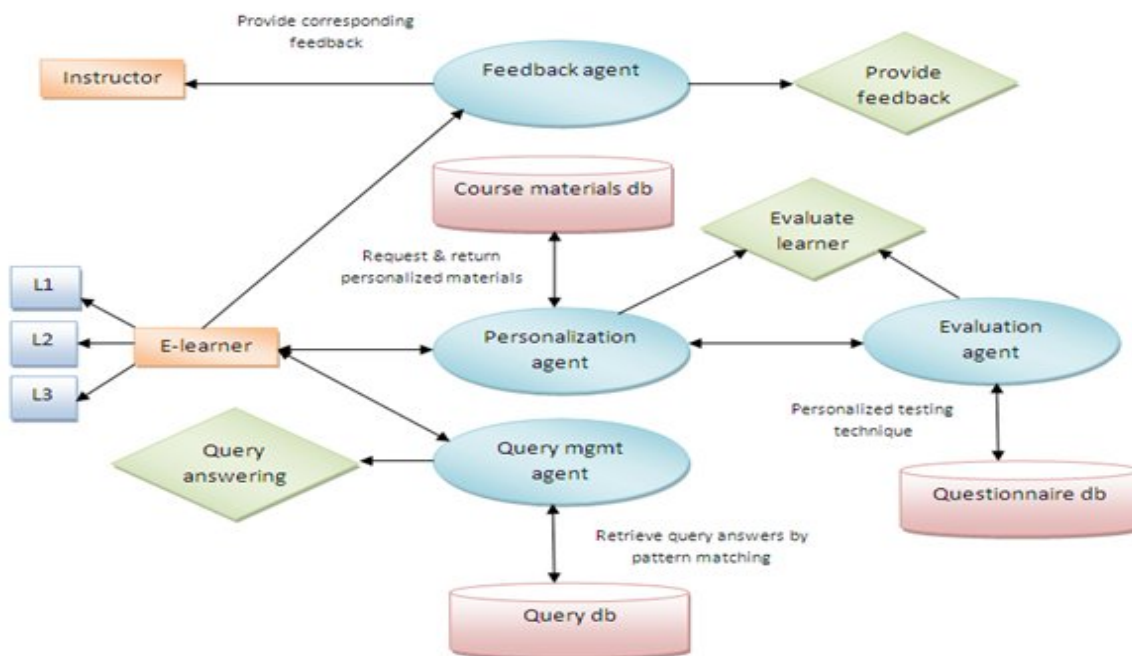 Provide corresponding
feedback
Instructor
Feedback agent
Provide
feedback
Course materials db
Evaluate
learner
Request & return
personalized materials
L1
L2
L3
E-learner
Personalization
agent
Evaluation
agent
Personalized testing
technique
Query
answering
Query mgmt
agent
Questionnaire db
Retrieve query answers by
pattern matching
Query db